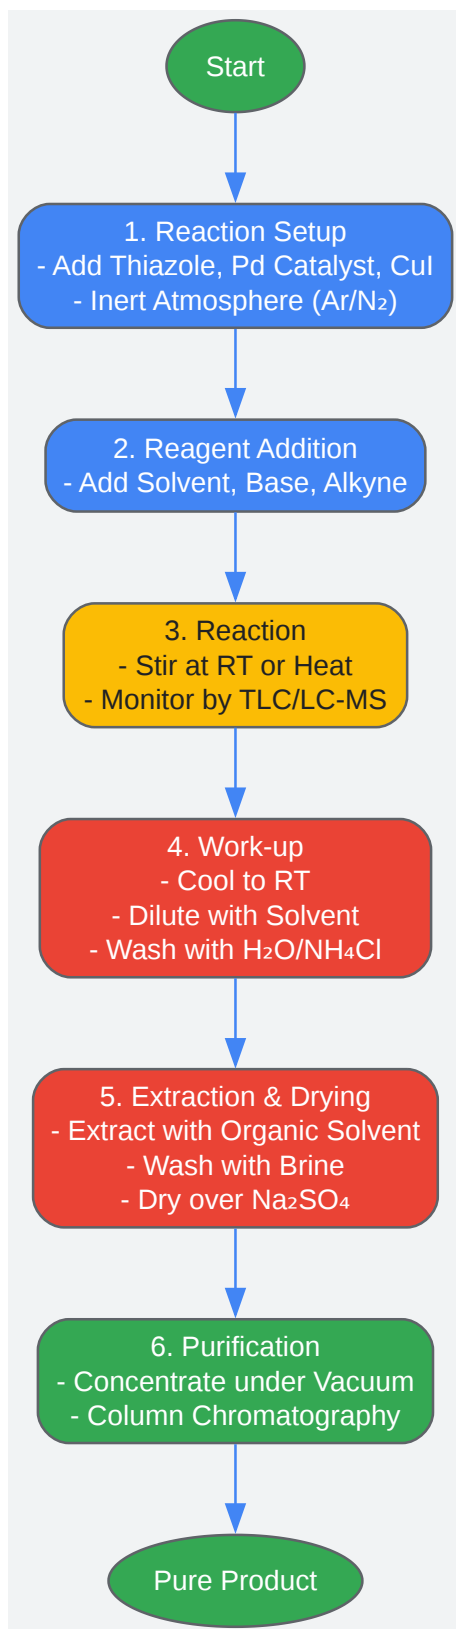 Start
1. Reaction Setup
- Add Thiazole, Pd Catalyst, CuI
- Inert Atmosphere (Ar/N₂)
2. Reagent Addition
- Add Solvent, Base, Alkyne
3. Reaction
- Stir at RT or Heat
- Monitor by TLC/LC-MS
4. Work-up
- Cool to RT
- Dilute with Solvent
- Wash with H₂O/NH₄Cl
5. Extraction & Drying
- Extract with Organic Solvent
- Wash with Brine
- Dry over Na₂SO₄
6. Purification
- Concentrate under Vacuum
- Column Chromatography
Pure Product